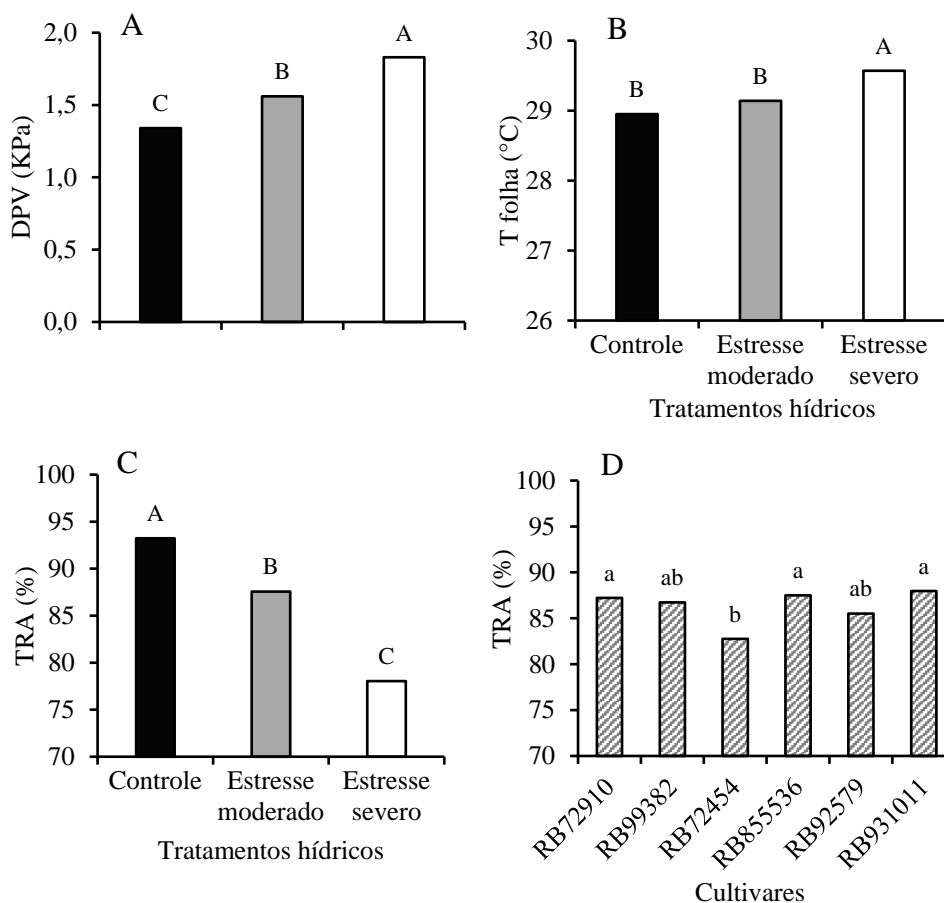 A
DPV (KPa)
2,0
1,5
1,0
0,5
0,0
C
B
A
B
T folha (°C)
30
29
28
27
26
B
B
A
Controle
Estresse
moderado
Estresse
severo
Tratamentos hídricos
C
TRA (%)
100
95
90
85
80
75
70
A
B
C
Controle
Estresse
moderado
Estresse
severo
Tratamentos hídricos
D
TRA (%)
100
95
90
85
80
75
70
a
ab
b
a
ab
a
RB72910
RB99382
RB72454
RB855536
RB92579
RB931011
Cultivares